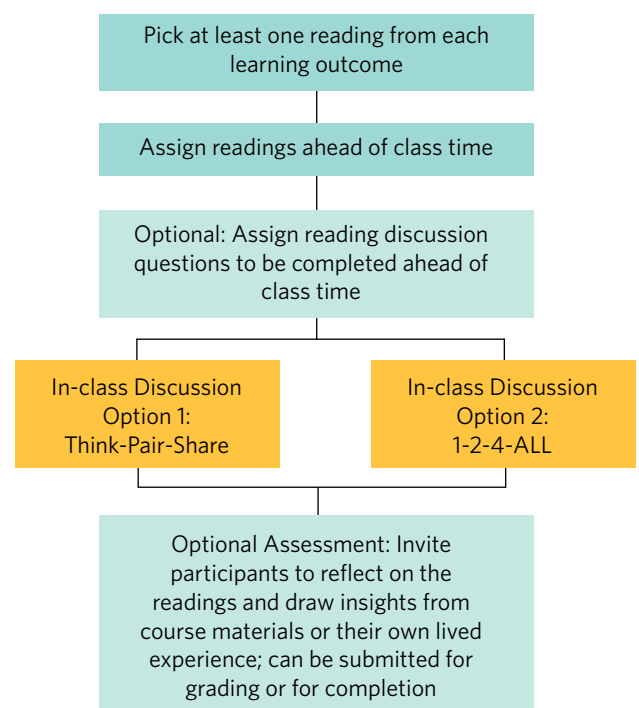 Pick at least one reading from each
learning outcome
Assign readings ahead of class time
Optional: Assign reading discussion
questions to be completed ahead of
class time
In-class Discussion
Option 1:
Think-Pair-Share
In-class Discussion
Option 2:
1-2-4-ALL
Optional Assessment: Invite
participants to reflect on the
readings and draw insights from
course materials or their own lived
experience; can be submitted for
grading or for completion